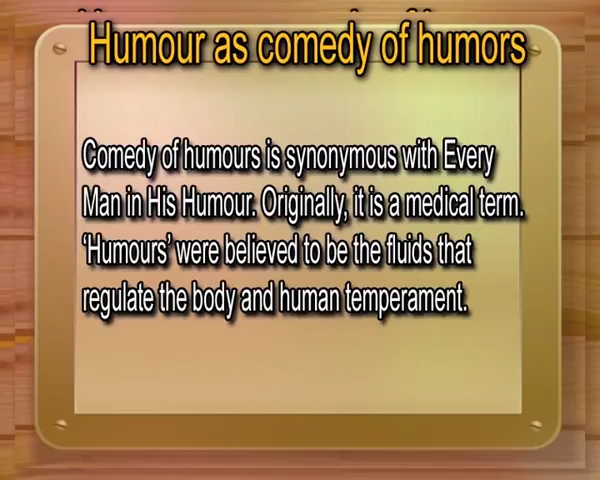 Humour as comedy of humors
Comedy of humours is synonymous with Every
Man in His Humour. Originally, it is a medical term.
‘Humours’ were believed to be the fluids that
regulate the body and human temperament.